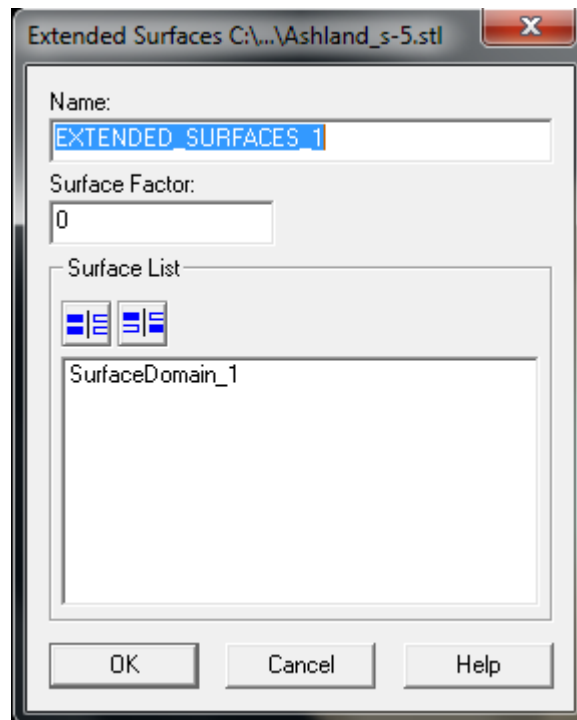 Extended Surfaces C:\...\Ashland_s-5.stl
Name:
EXTENDED_SURFACES_1
Surface Factor:
0
Surface List
SurfaceDomain_1
OK Cancel Help